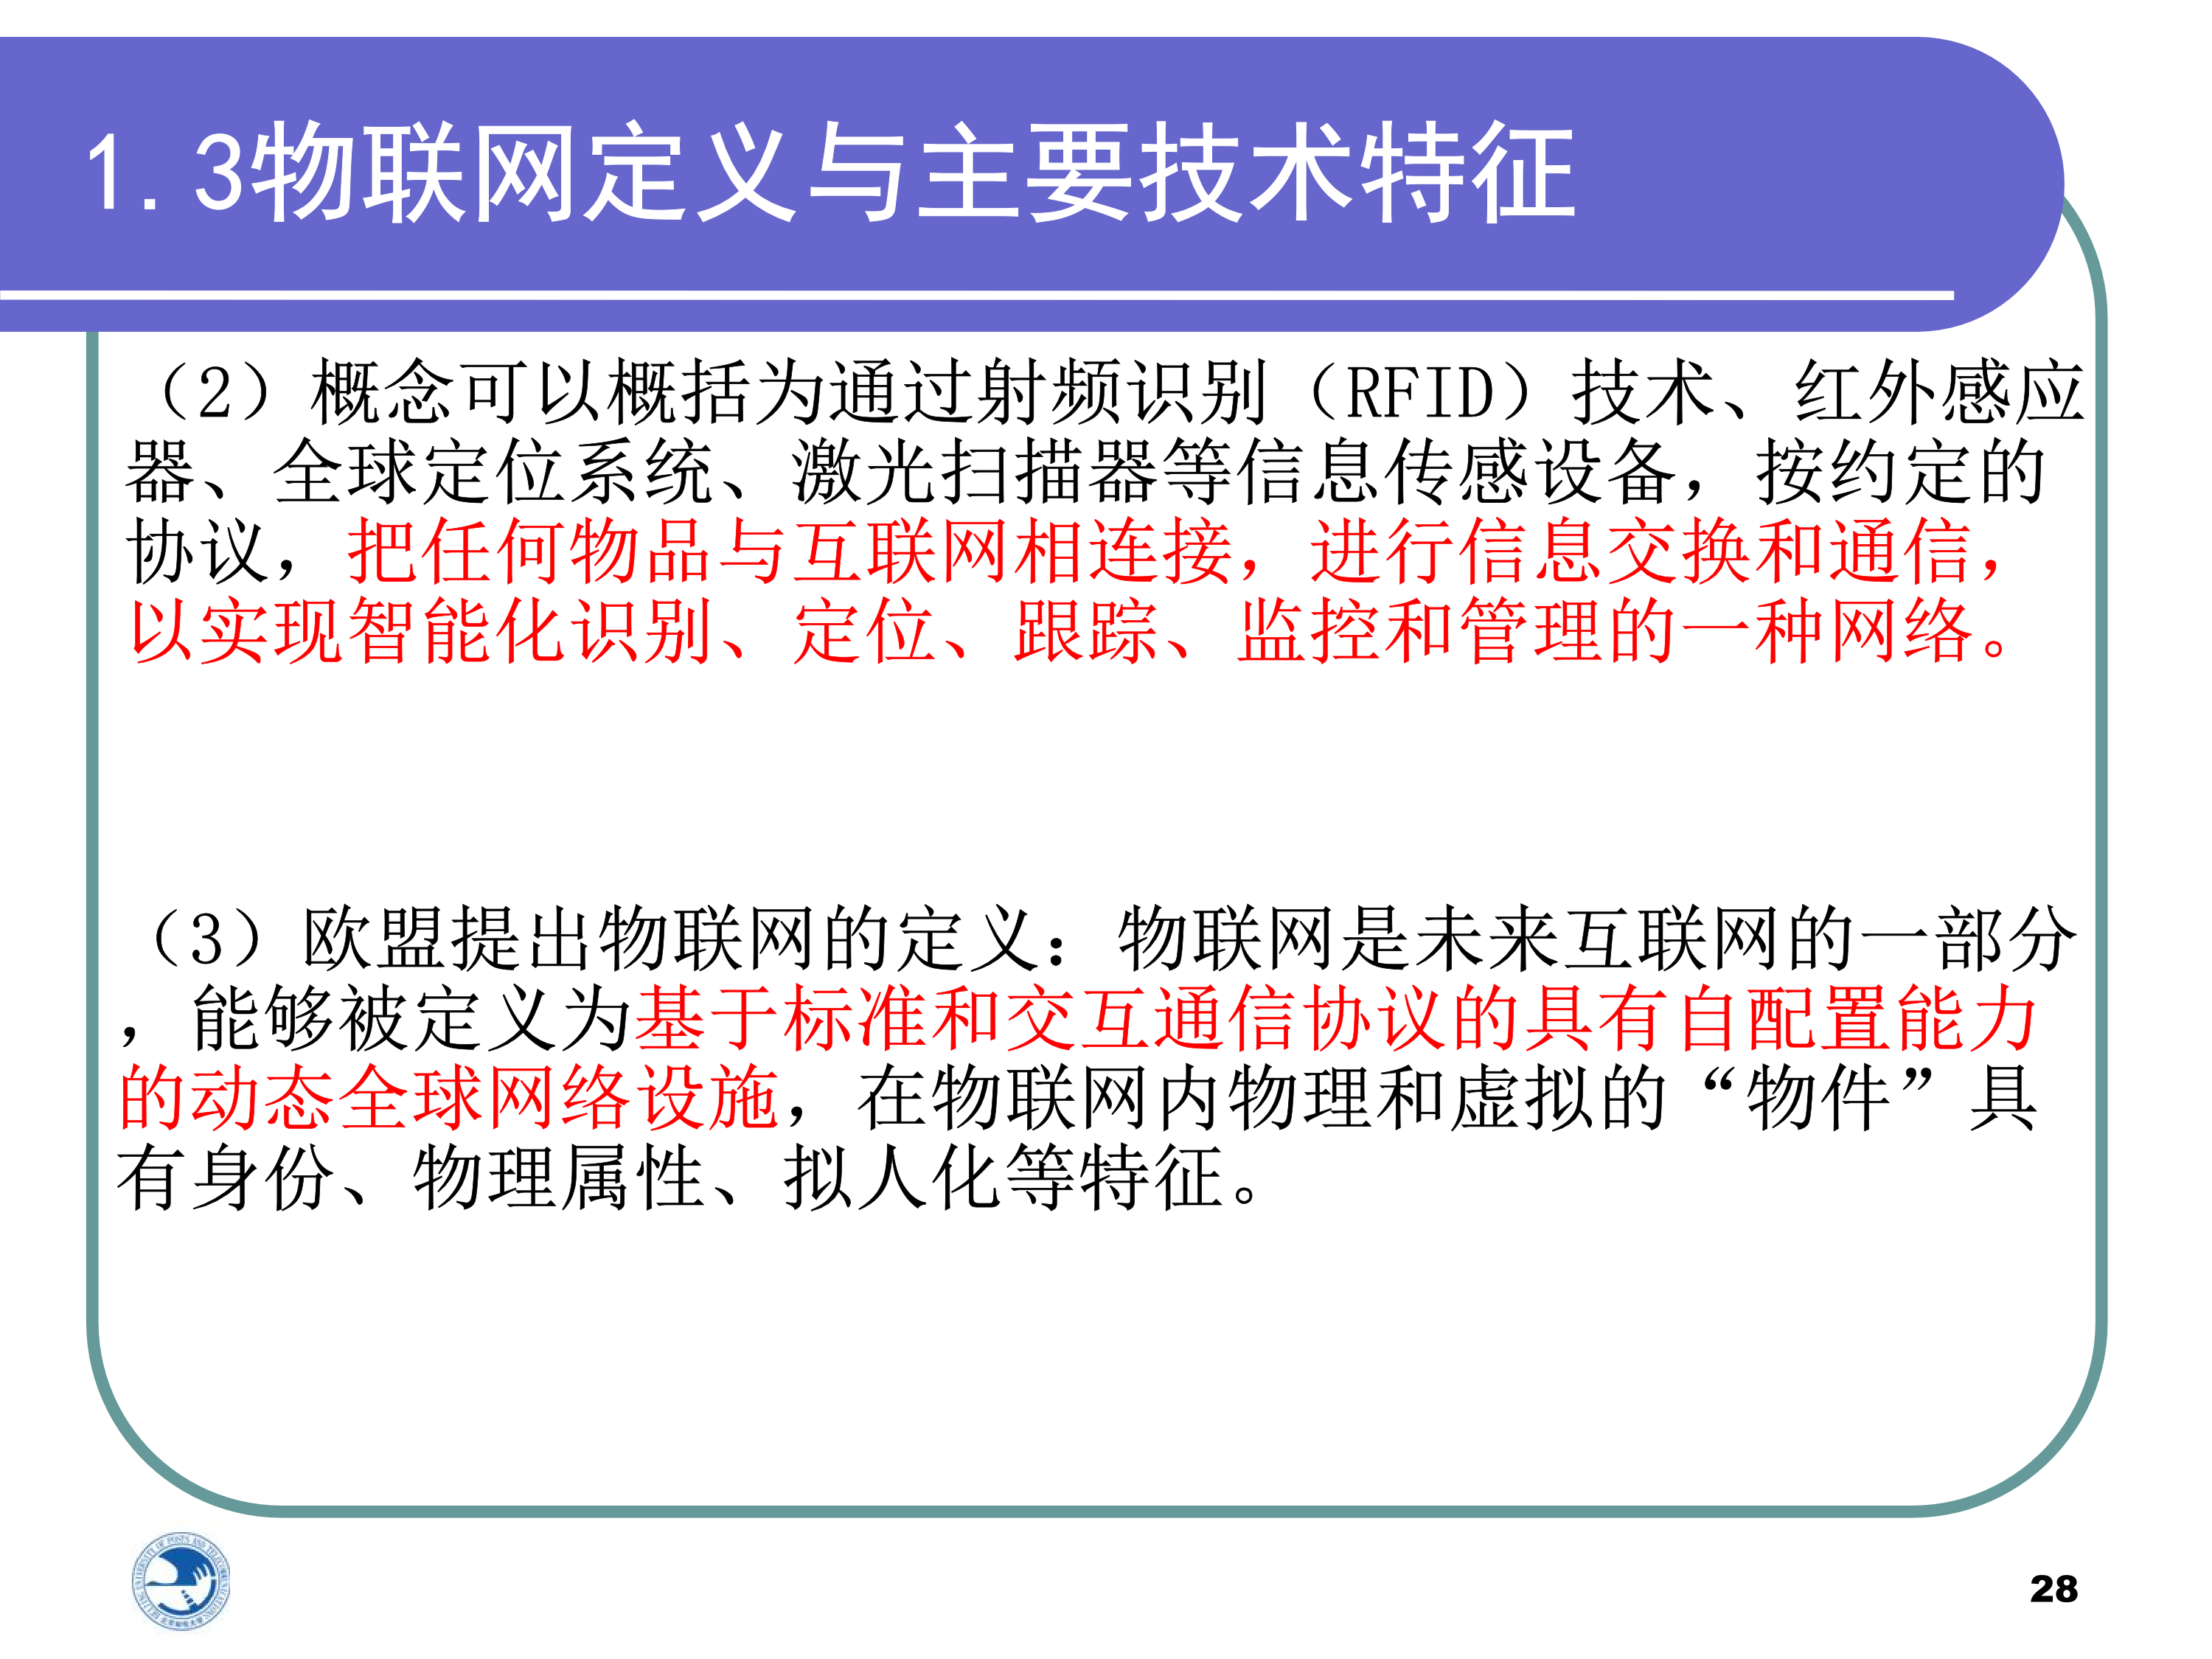 1.3物联网定义与主要技术特征
（2）概念可以概括为通过射频识别（RFID）技术、红外感应
器、全球定位系统、激光扫描器等信息传感设备，按约定的
协议，把任何物品与互联网相连接，进行信息交换和通信，
以实现智能化识别、定位、跟踪、监控和管理的一种网络。
（3）欧盟提出物联网的定义：物联网是未来互联网的一部分
，能够被定义为基于标准和交互通信协议的具有自配置能力
的动态全球网络设施，在物联网内物理和虚拟的“物件”具
有身份、物理属性、拟人化等特征。
28